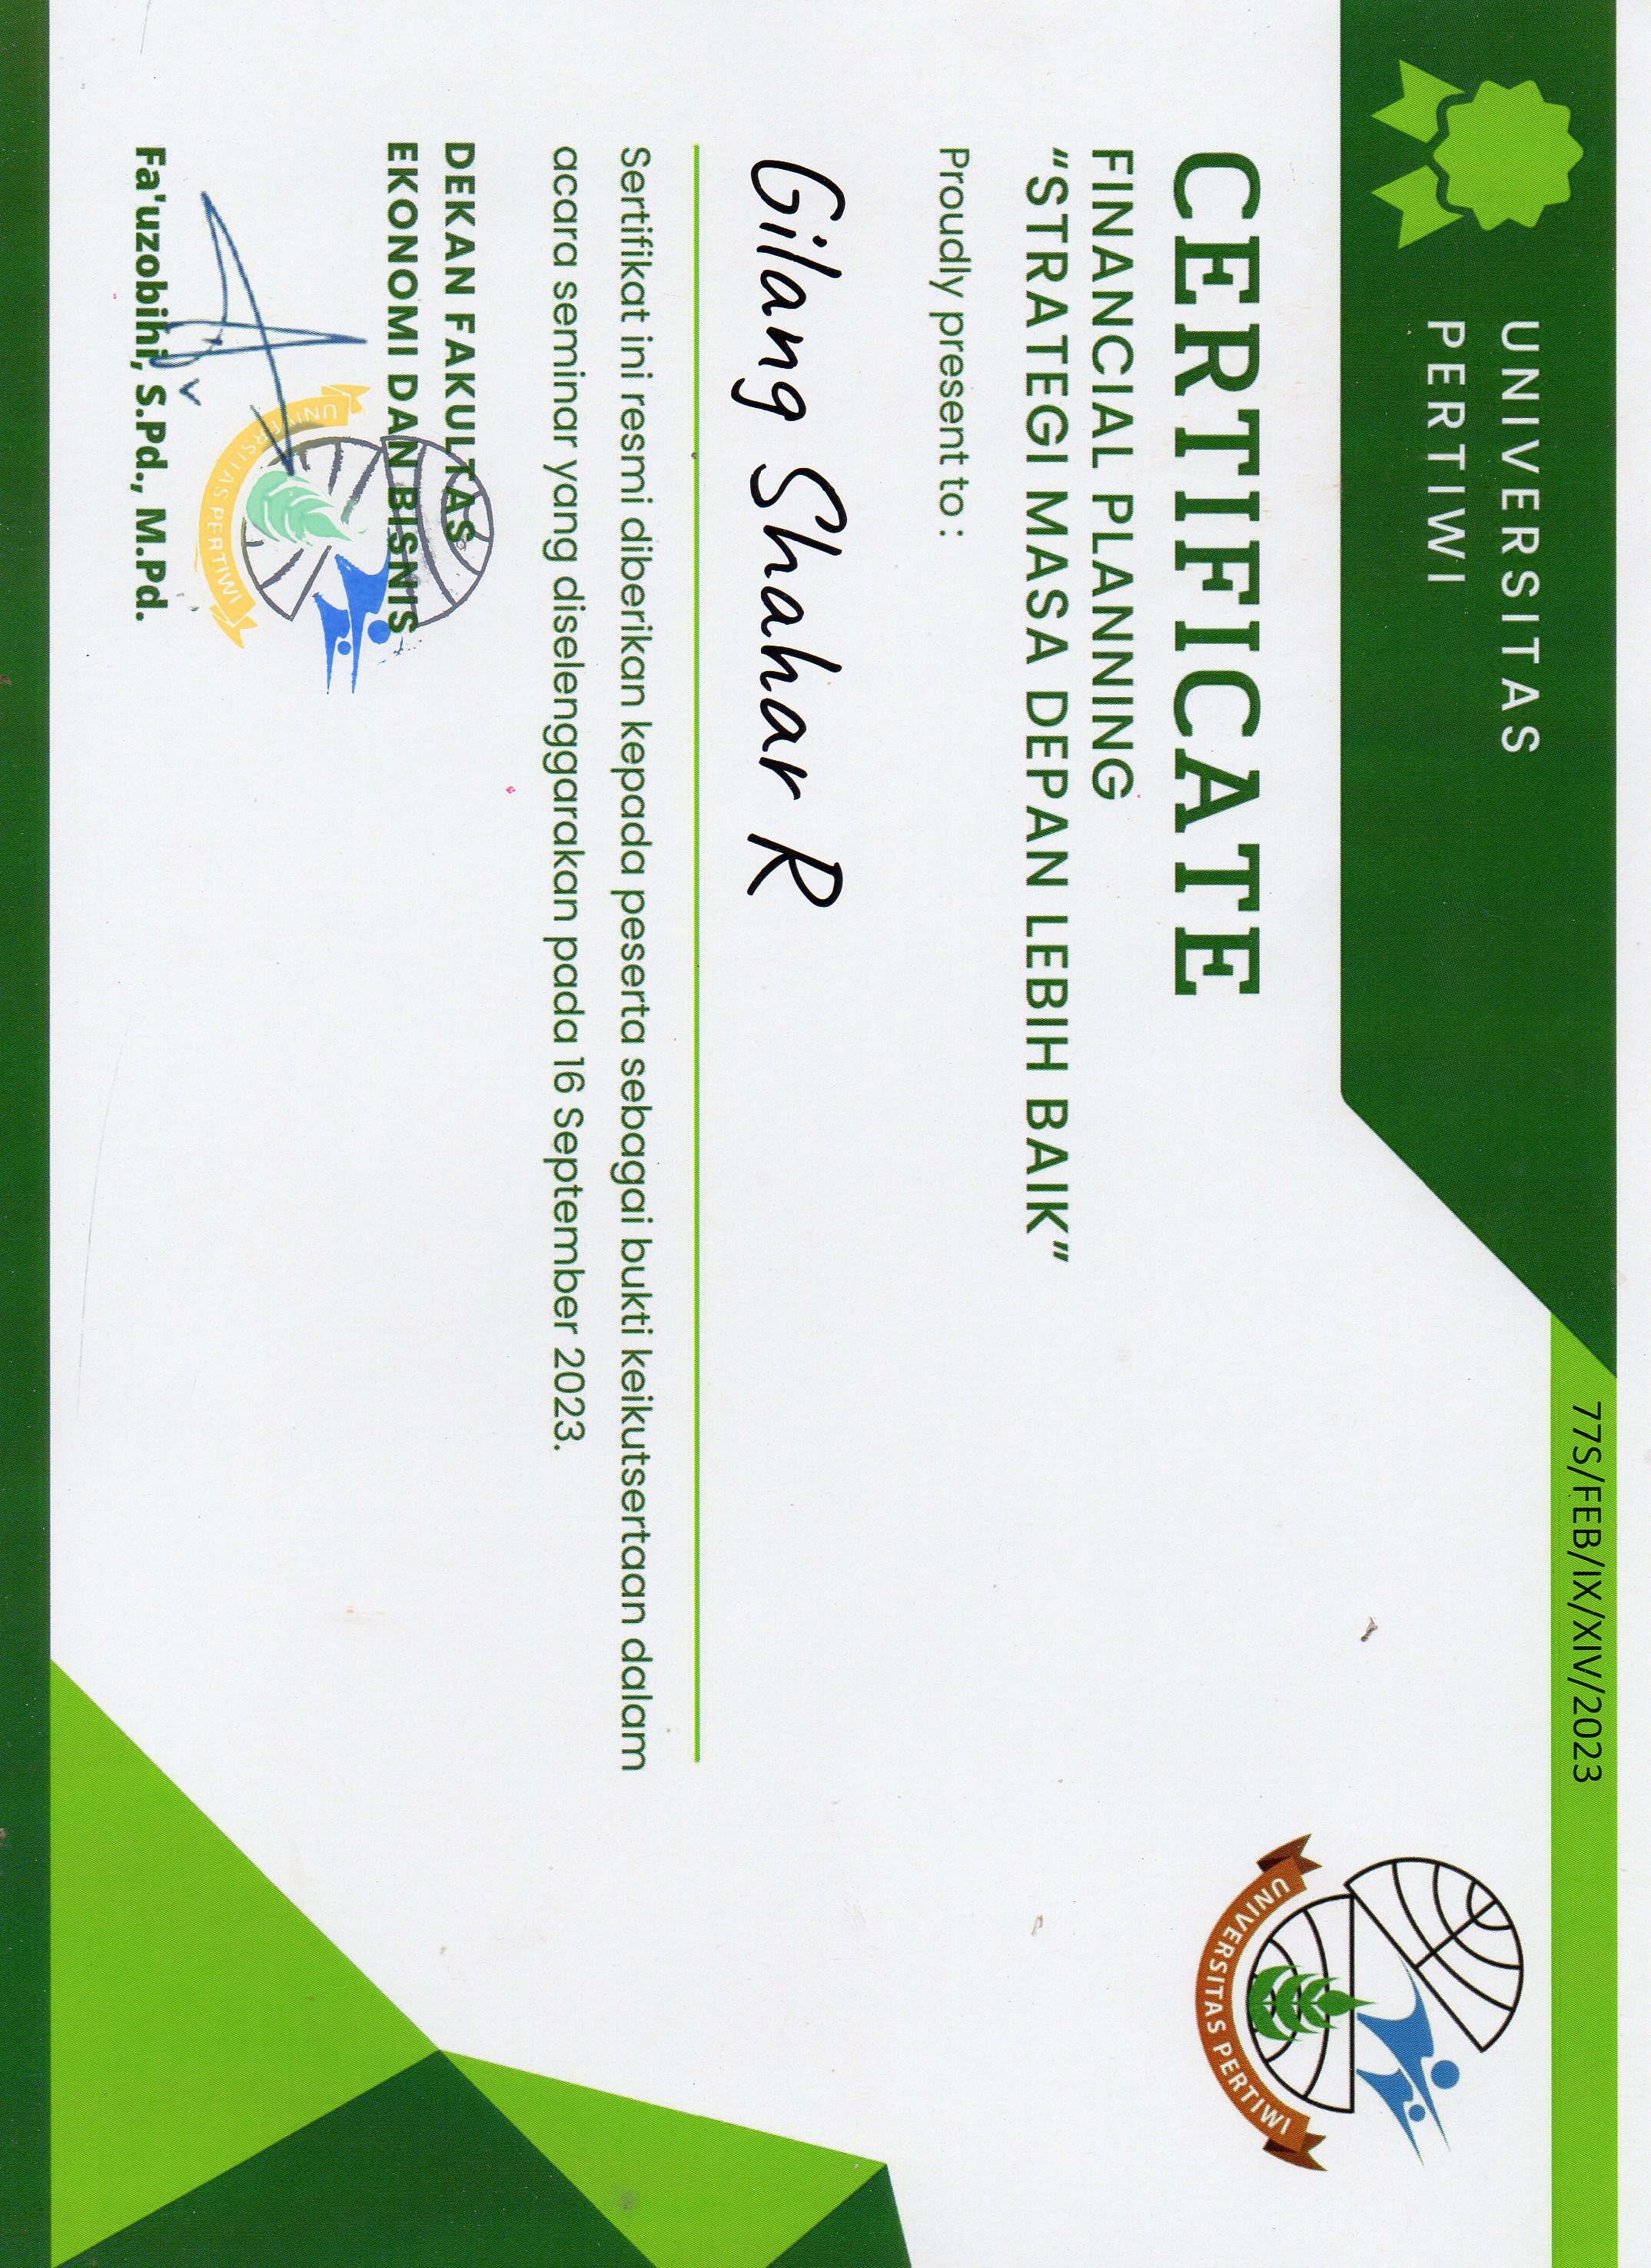 77S/FEB/IX/XIV/2023
UNIVERSITAS
PERTIWI
UNIVERSITAS PERTIWI
CERTIFICATE
FINANCIAL PLANNING
“STRATEGI MASA DEPAN LEBIH BAIK”
Proudly present to :
Gilang Shahar R
Sertifikat ini resmi diberikan kepada peserta sebagai bukti keikutsertaan dalam
acara seminar yang diselenggarakan pada 16 September 2023.
DEKAN FAKULTAS
EKONOMI DAN BISNIS
UNIVERSITAS PERTIWI
Fa'uzobihi, S.Pd., M.Pd.